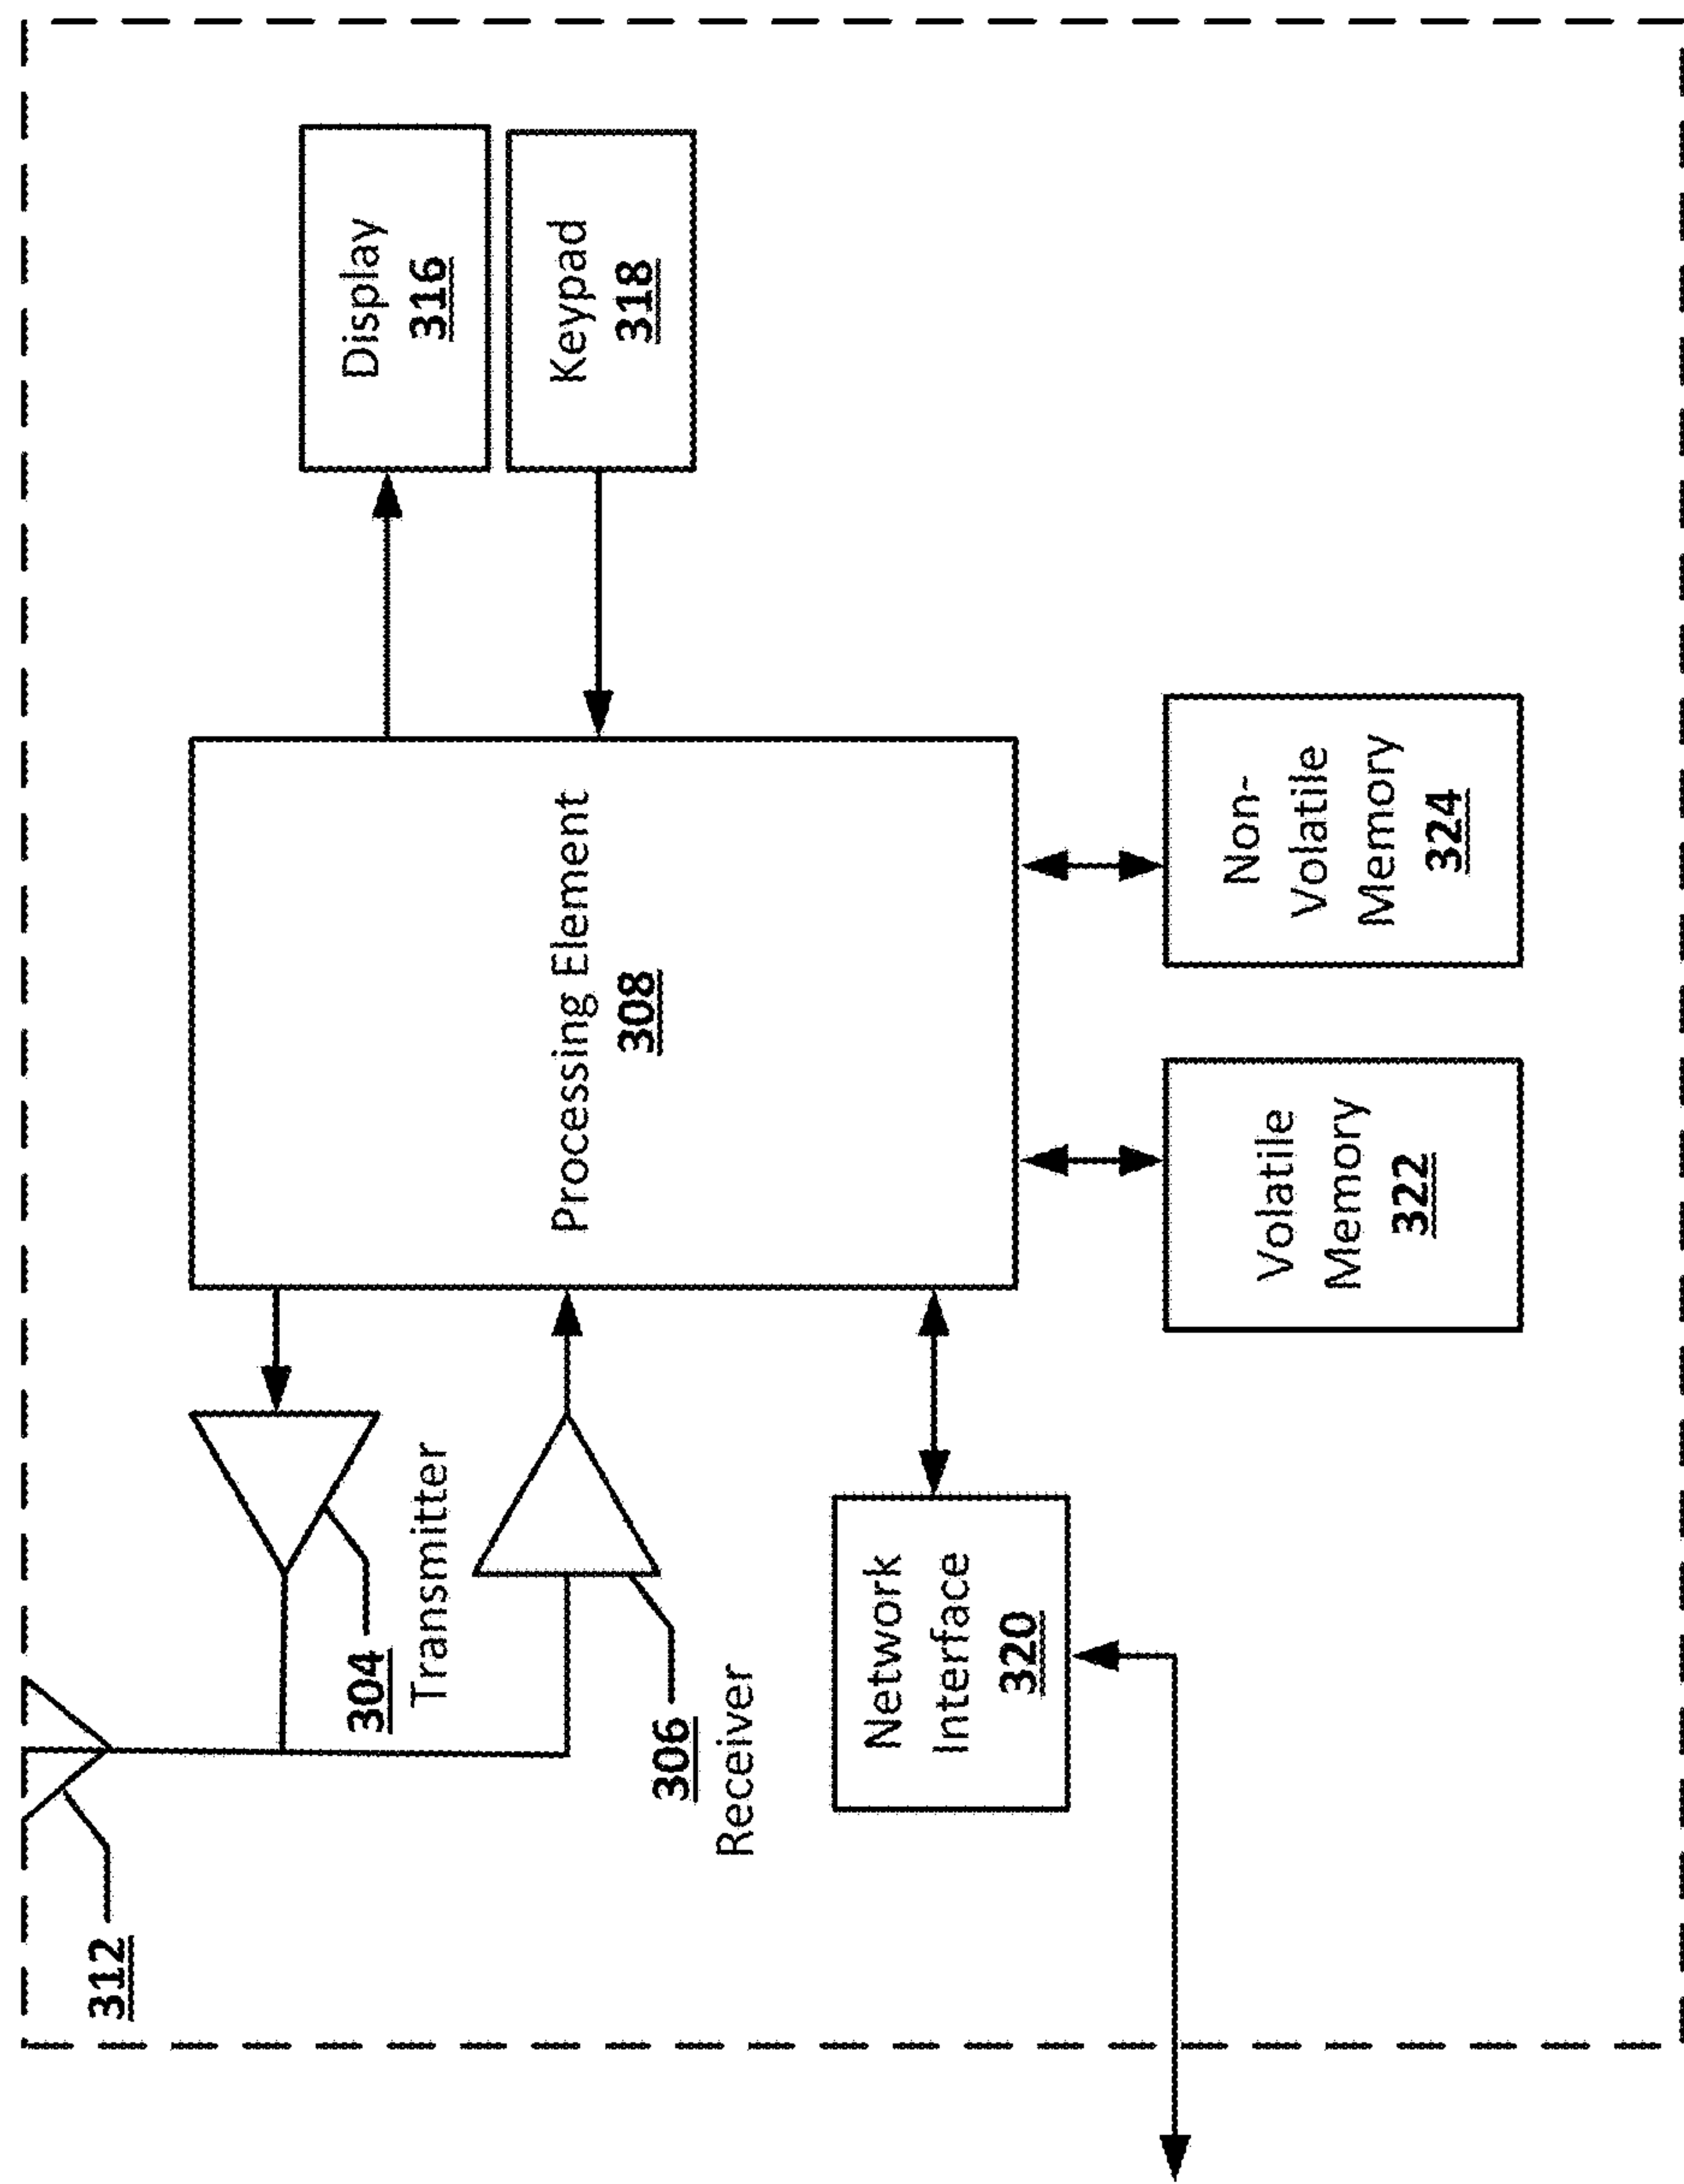 312
304
Transmitter
306
Receiver
Processing Element
308
Display
316
Keypad
318
Network
Interface
320
Volatile
Memory
322
Non-
Volatile
Memory
324